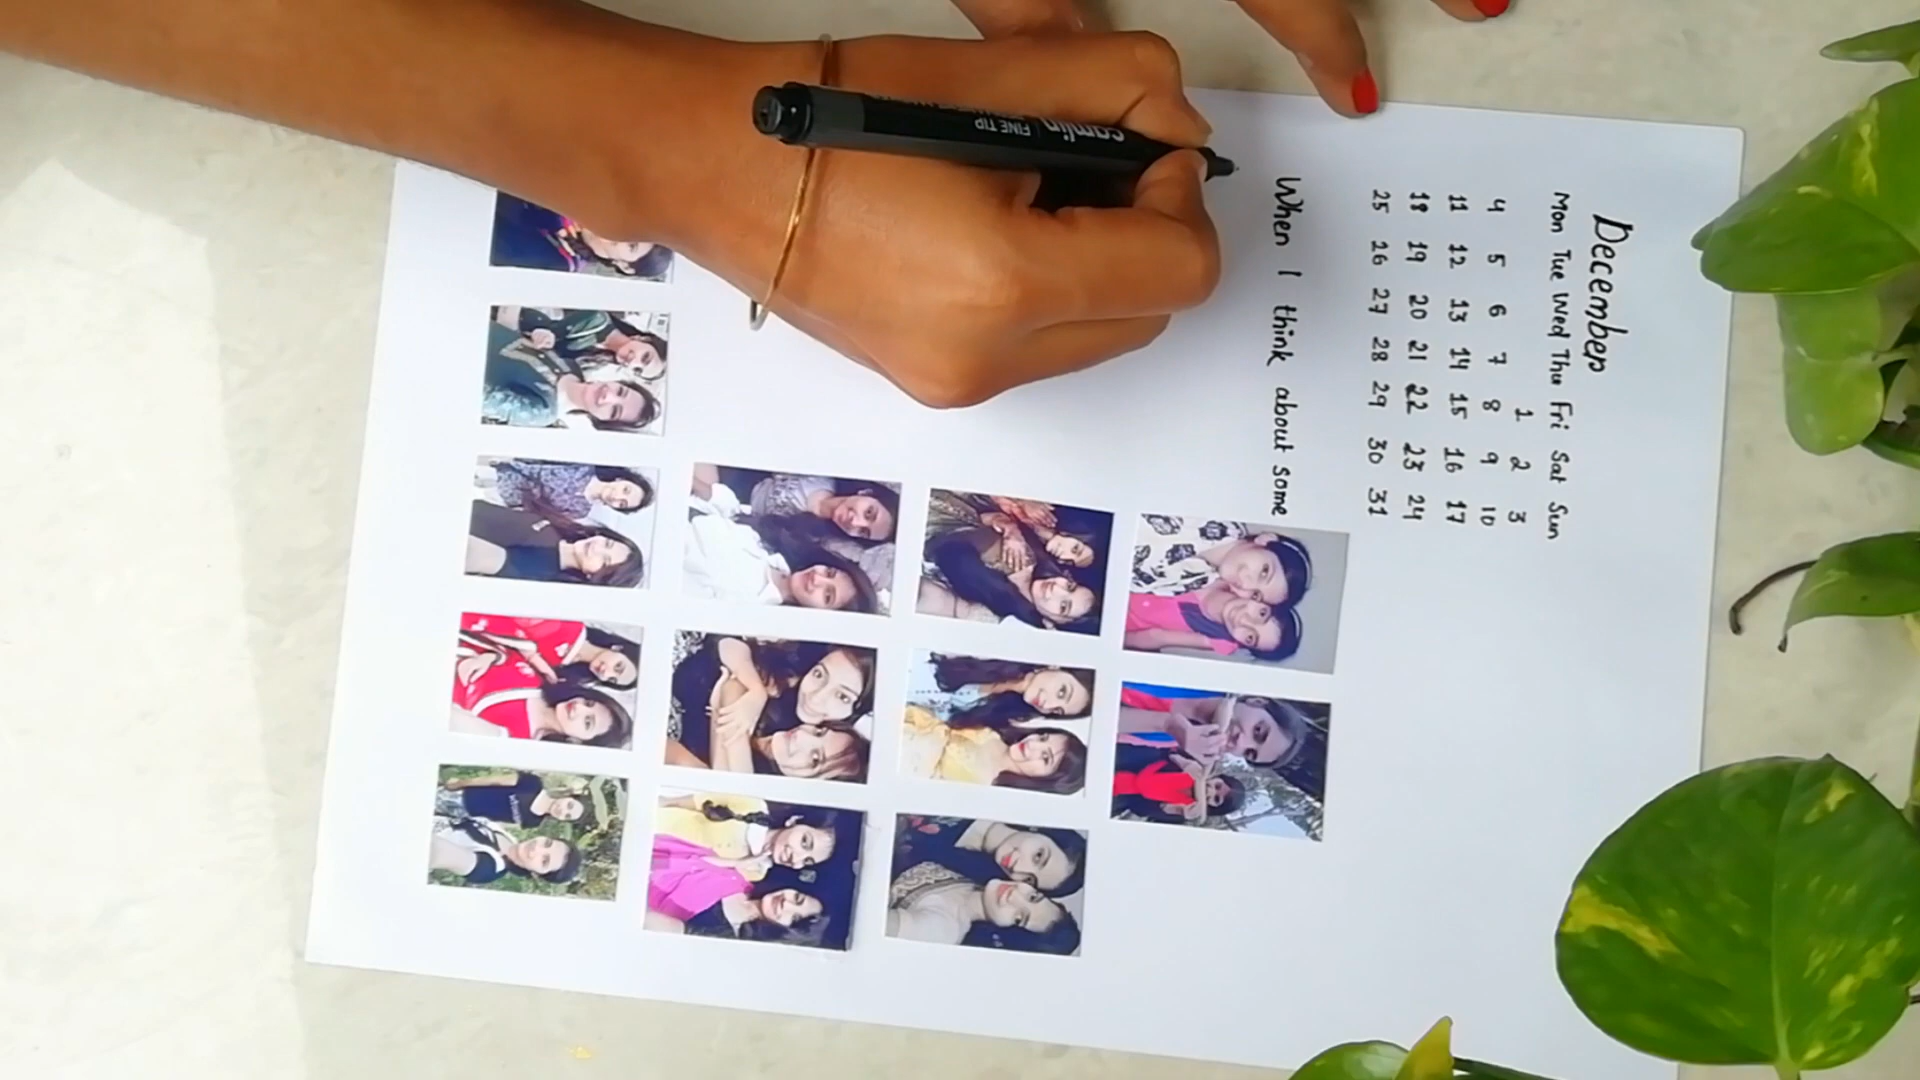 December
Mon Tue Wed Thu Fri Sat Sun
1 2 3
4 5 6 7 8 9 10
11 12 13 14 15 16 17
18 19 20 21 22 23 24
25 26 27 28 29 30 31
When I think about some
camlin
FINE TIP